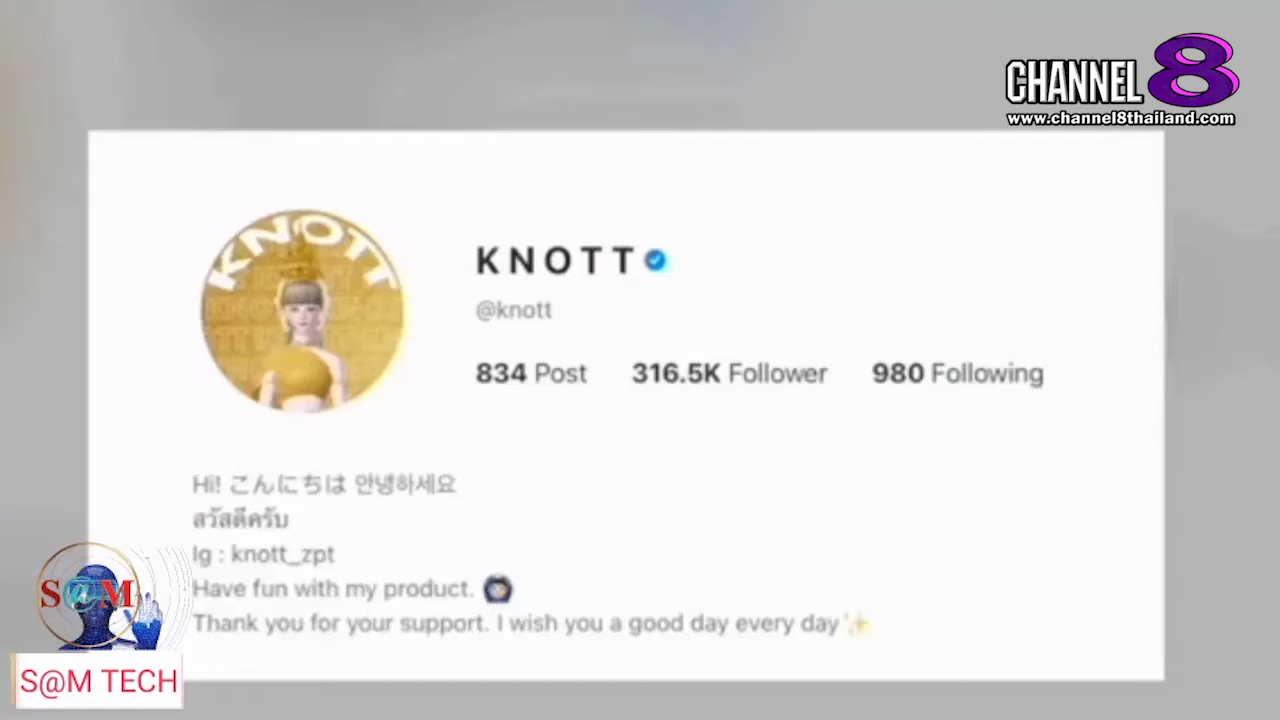 CHANNEL 8
www.channel8thailand.com
KNOTT
KNOTT
@knott
834 Post 316.5K Follower 980 Following
Hi! こんにちは 안녕하세요
สวัสดีครับ
Ig : knott_zpt
Have fun with my product.
Thank you for your support. I wish you a good day every day
S@M
S@M TECH